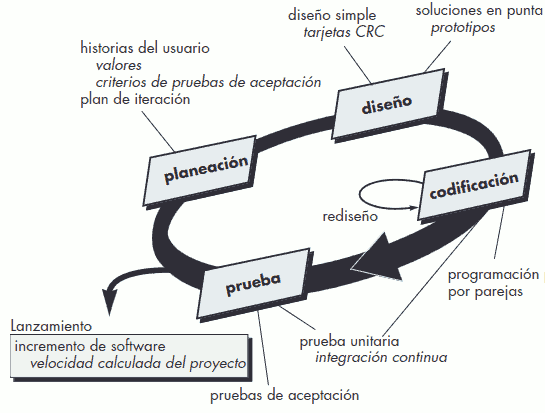 diseño simple
tarjetas CRC
soluciones en punta
prototipos
historias del usuario
valores
criterios de pruebas de aceptación
plan de iteración
diseño
planeación
codificación
rediseño
programación
por parejas
prueba
Lanzamiento
incremento de software
velocidad calculada del proyecto
prueba unitaria
integración continua
pruebas de aceptación